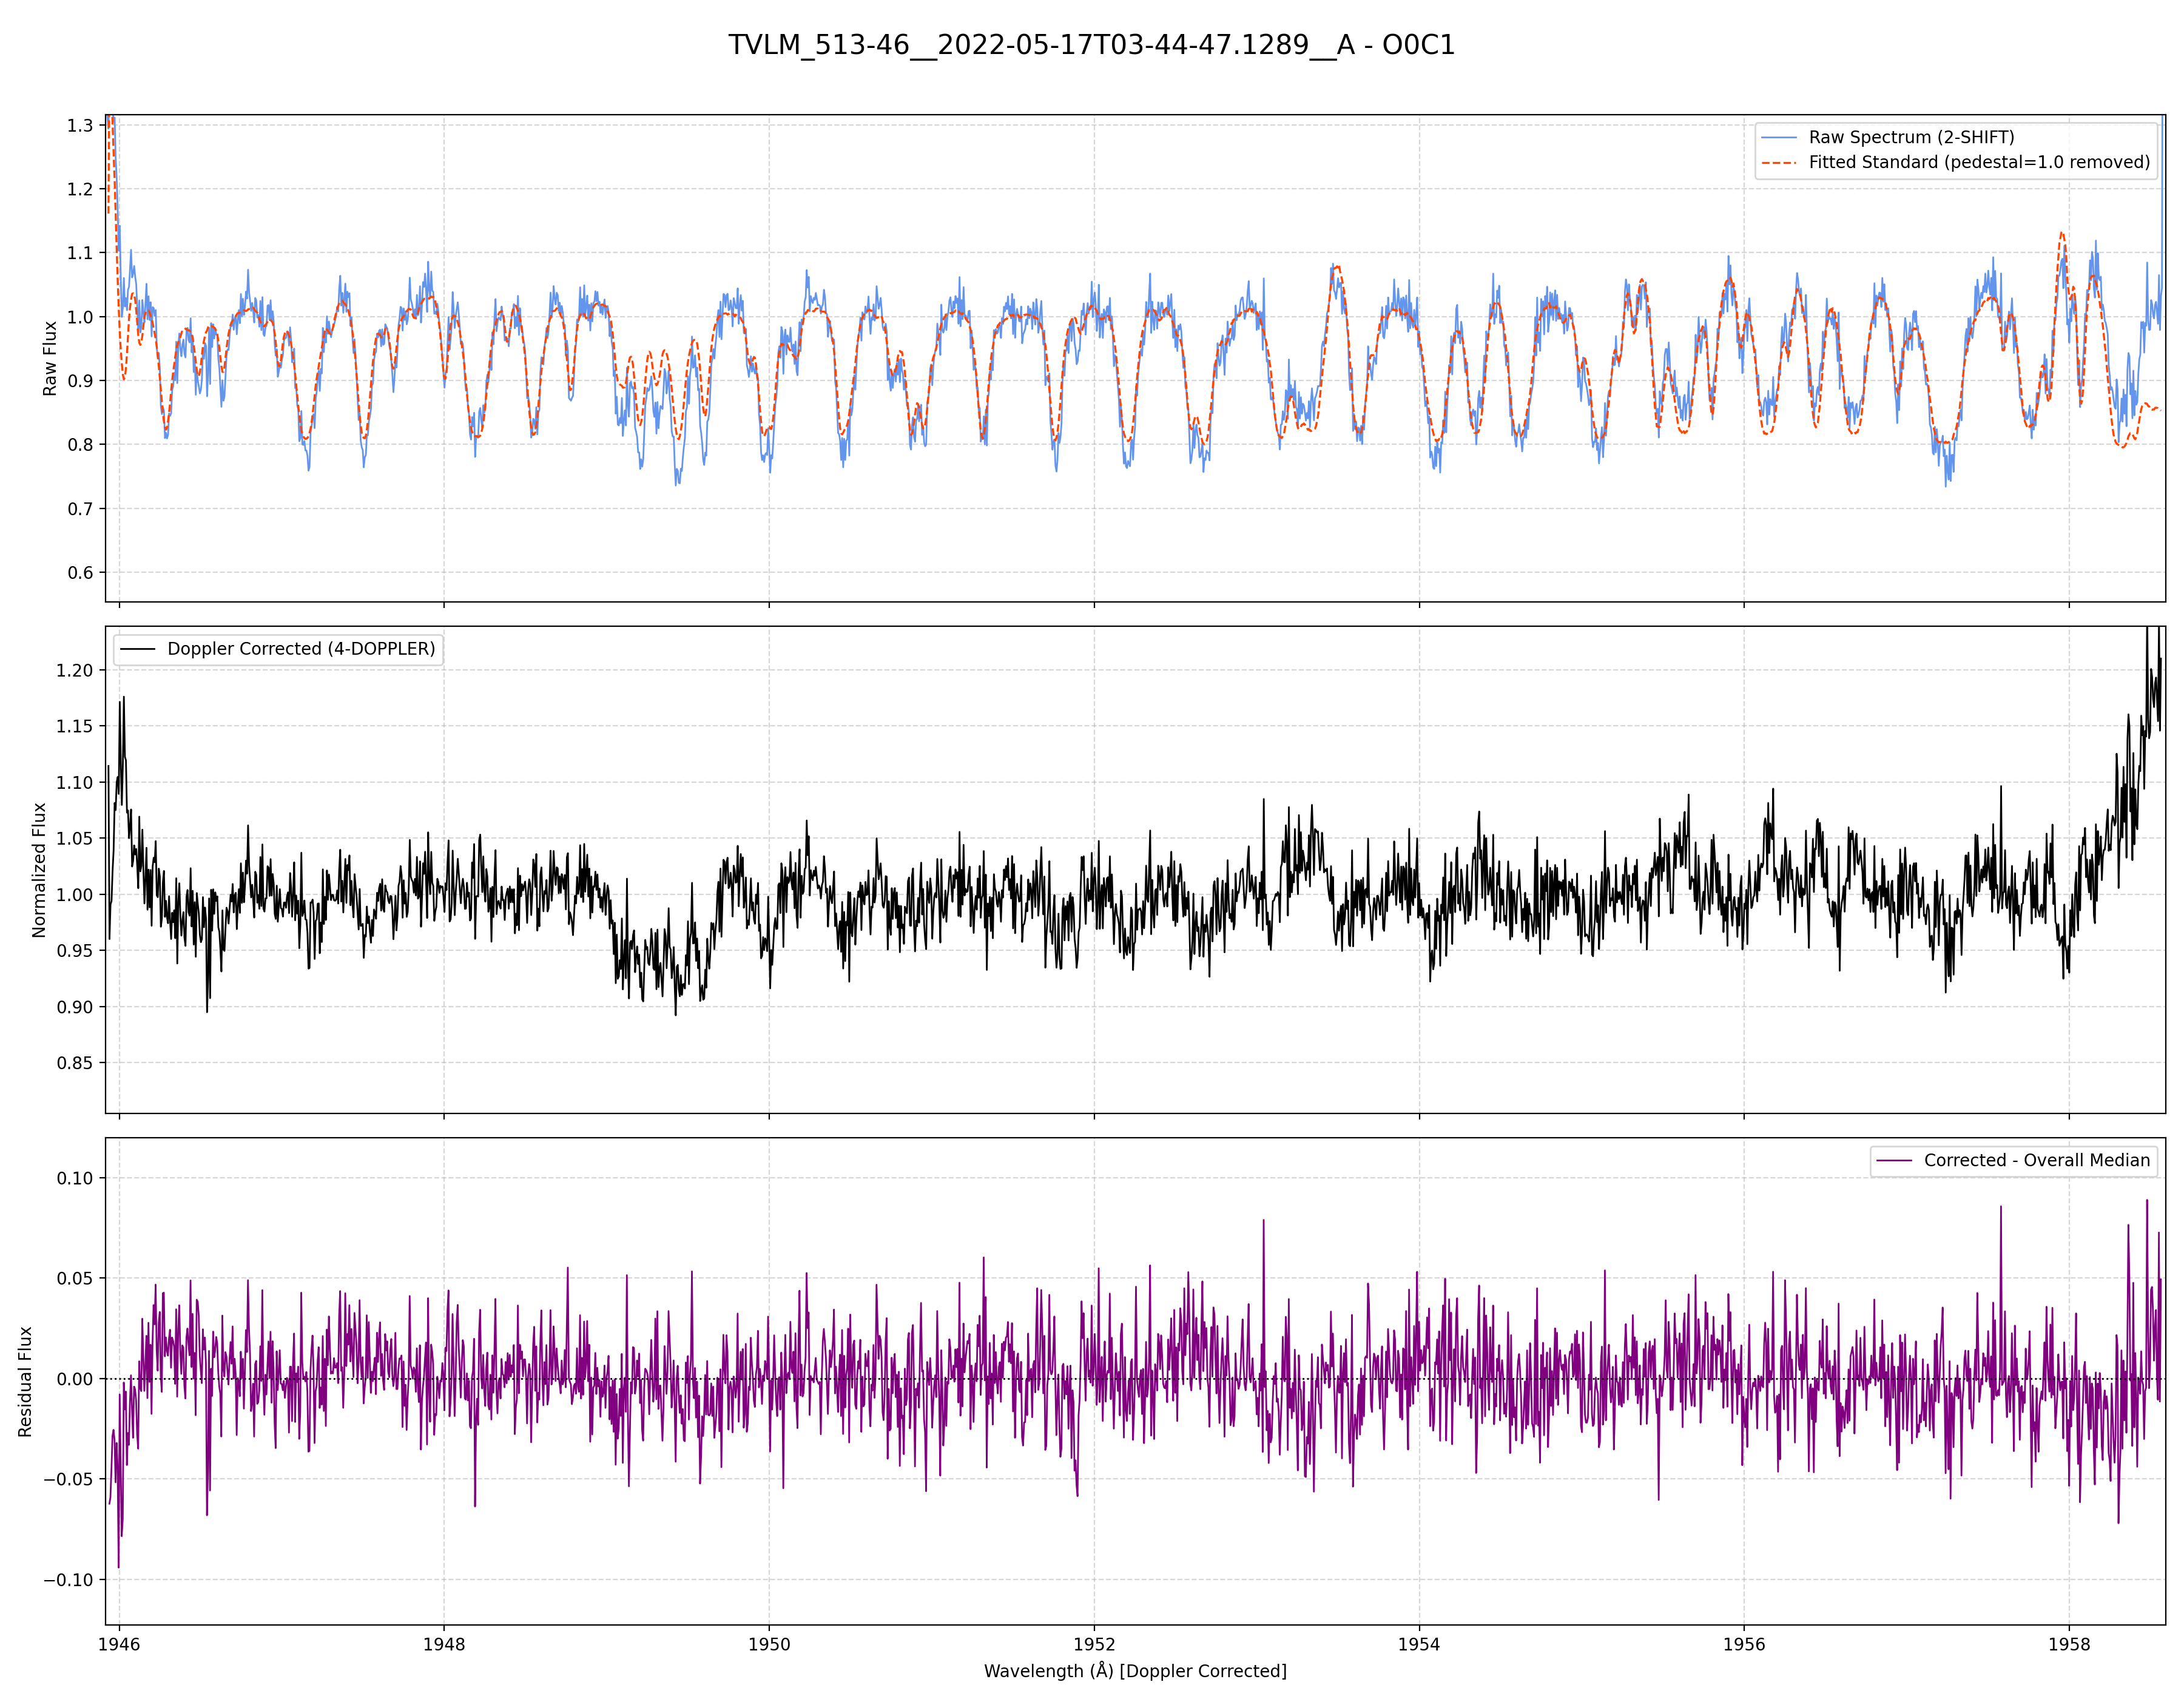 TVLM_513-46__2022-05-17T03-44-47.1289__A - O0C1
Raw Flux
1.3
1.2
1.1
1.0
0.9
0.8
0.7
0.6
Raw Spectrum (2-SHIFT)
Fitted Standard (pedestal=1.0 removed)
Normalized Flux
1.20
1.15
1.10
1.05
1.00
0.95
0.90
0.85
Doppler Corrected (4-DOPPLER)
Residual Flux
0.10
0.05
0.00
−0.05
−0.10
Corrected - Overall Median
1946 1948 1950 1952 1954 1956 1958
Wavelength (Å) [Doppler Corrected]